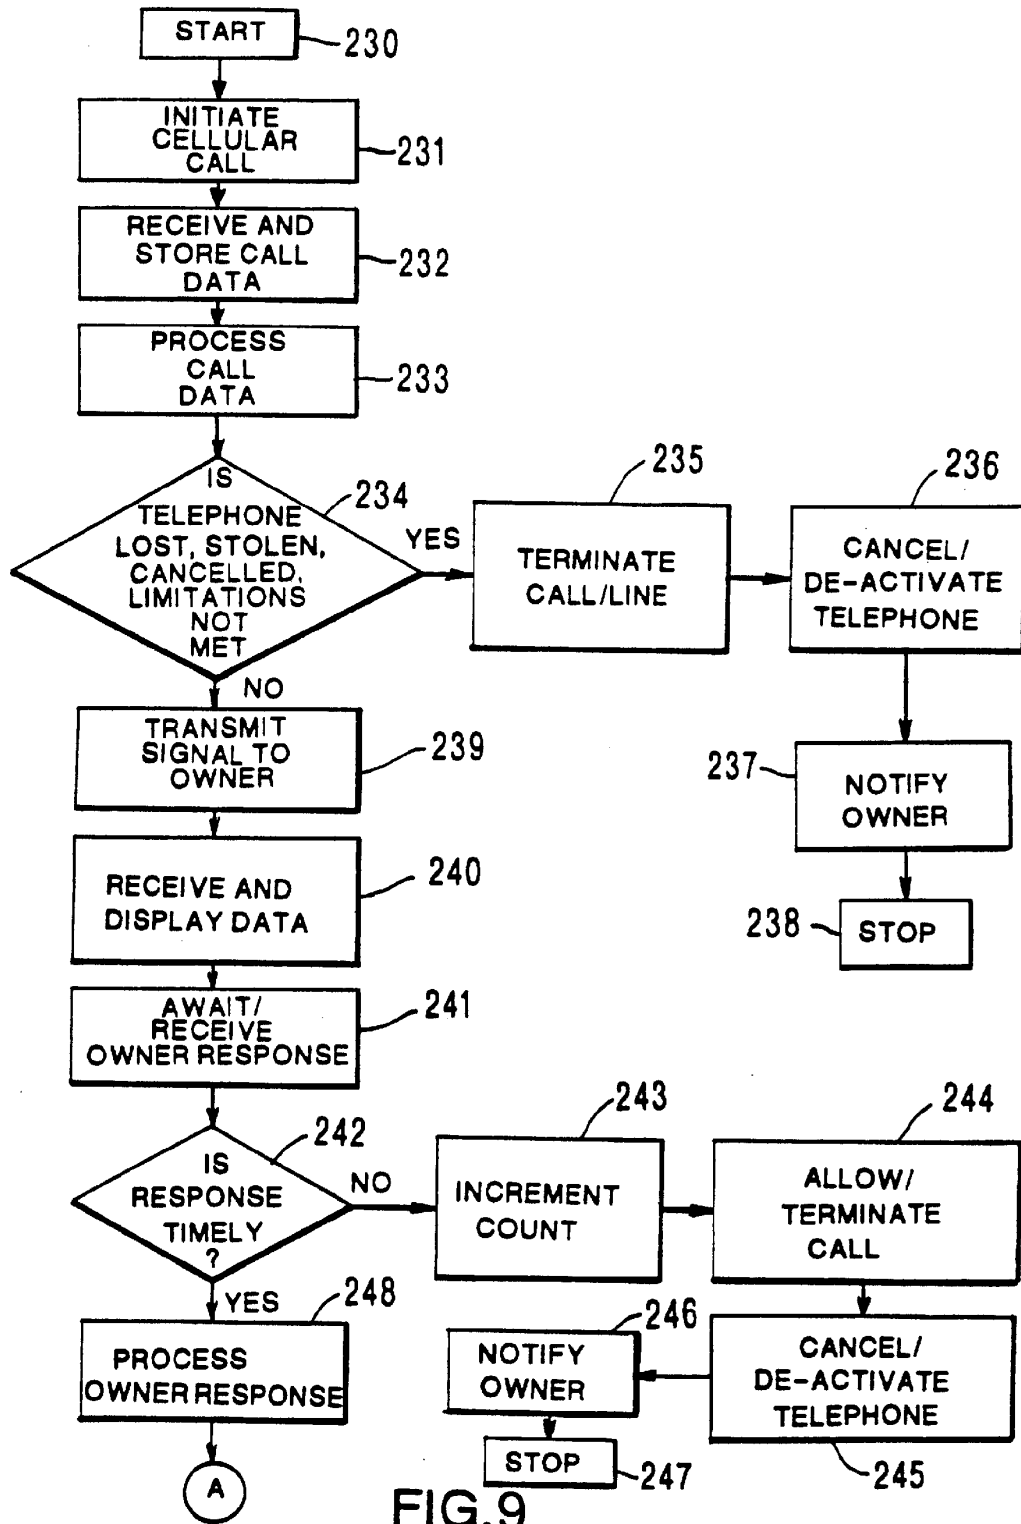 START
230
INITIATE
CELLULAR
CALL
231
RECEIVE AND
STORE CALL
DATA
232
PROCESS
CALL
DATA
233
IS
TELEPHONE
LOST, STOLEN,
CANCELLED,
LIMITATIONS
NOT
MET
234
YES
TERMINATE
CALL/LINE
235
CANCEL/
DE-ACTIVATE
TELEPHONE
236
NOTIFY
OWNER
237
STOP
238
NO
TRANSMIT
SIGNAL TO
OWNER
239
RECEIVE AND
DISPLAY DATA
240
AWAIT/
RECEIVE
OWNER RESPONSE
241
IS
RESPONSE
TIMELY
?
242
NO
INCREMENT
COUNT
243
ALLOW/
TERMINATE
CALL
244
CANCEL/
DE-ACTIVATE
TELEPHONE
245
NOTIFY
OWNER
246
STOP
247
YES
PROCESS
OWNER RESPONSE
248
A
FIG.9